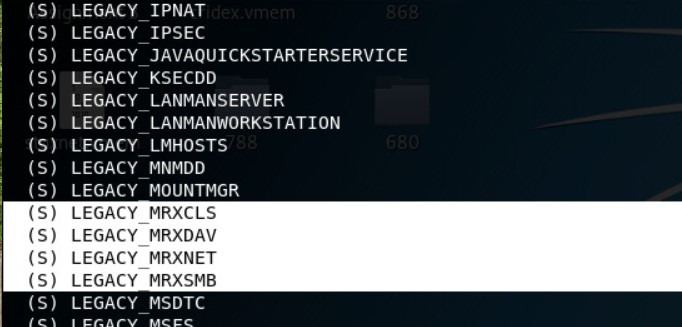 ridex.vmem
868
(S) LEGACY_IPNAT
(S) LEGACY_IPSEC
(S) LEGACY_JAVAQUICKSTARTERSERVICE
(S) LEGACY_KSECDD
(S) LEGACY_LANMANSERVER
(S) LEGACY_LANMANWORKSTATION
(S) LEGACY_LMHOSTS
788
680
(S) LEGACY_MNMDD
(S) LEGACY_MOUNTMGR
(S) LEGACY_MRXCLS
(S) LEGACY_MRXDAV
(S) LEGACY_MRXNET
(S) LEGACY_MRXSMB
(S) LEGACY_MSDTC
(S) LEGACY_MSFS